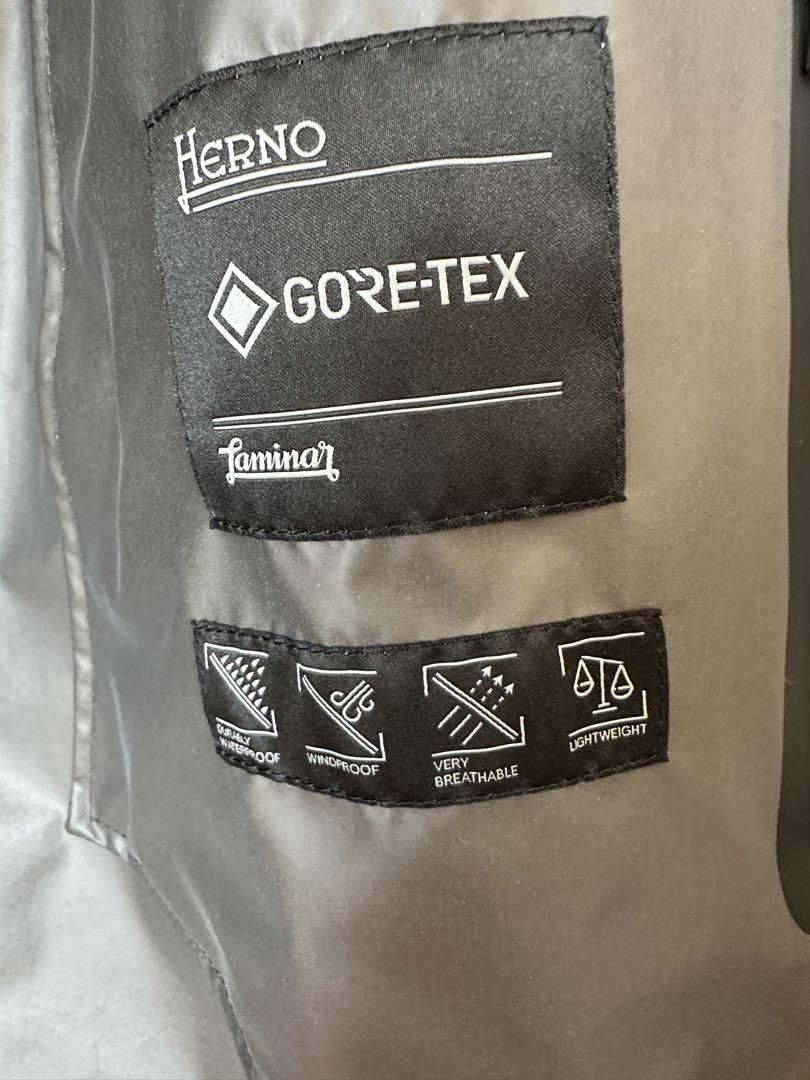 HERNO
GORE-TEX
Laminar
DURABLY
WATERPROOF
WINDPROOF
VERY
BREATHABLE
LIGHTWEIGHT